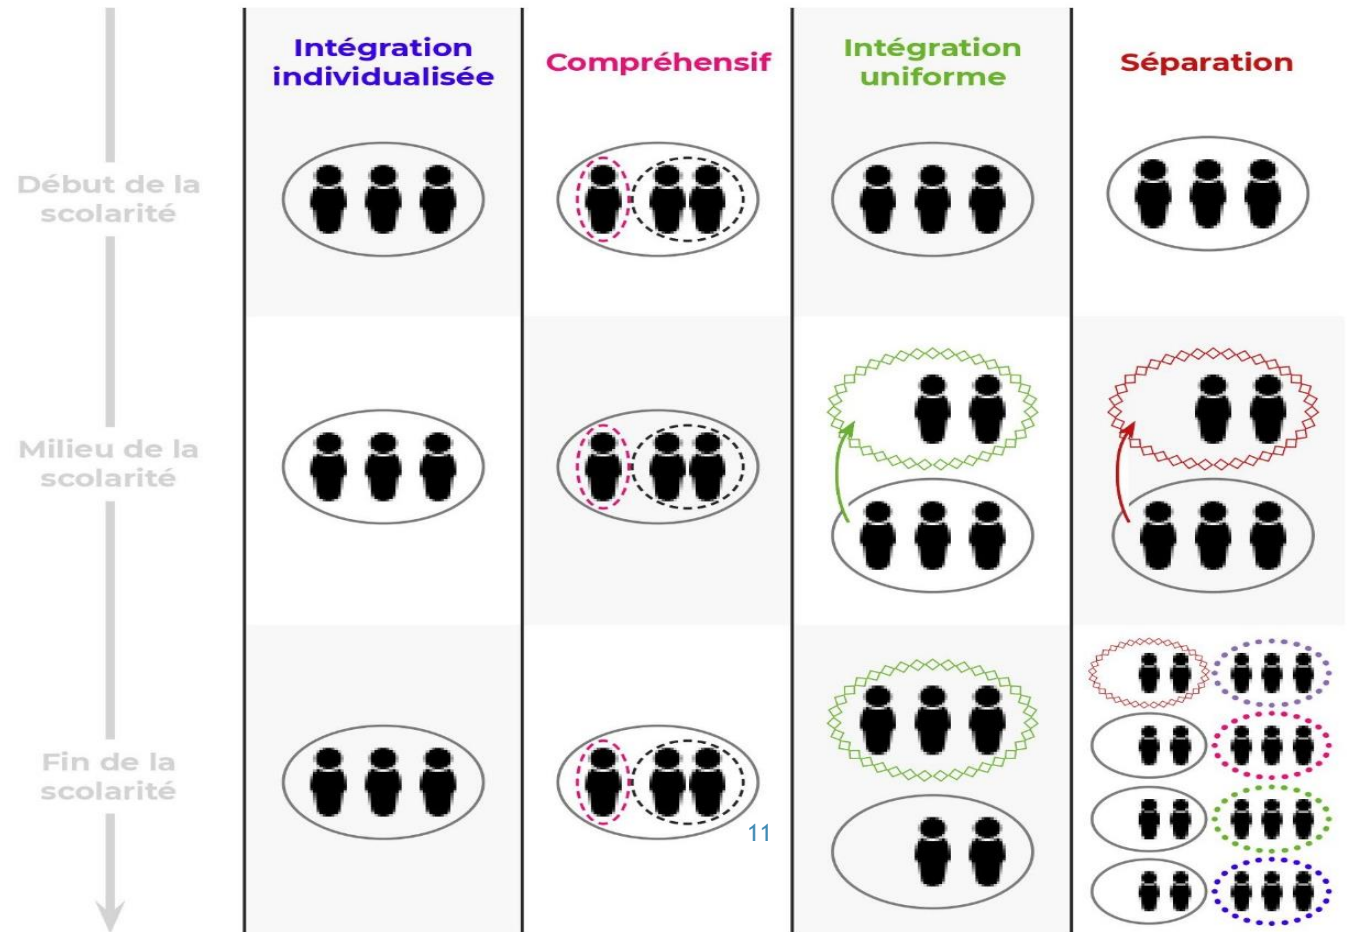 Intégration
individualisée
Compréhensif
Intégration
uniforme
Séparation
Début de la
scolarité
Milieu de la
scolarité
Fin de la
scolarité
11